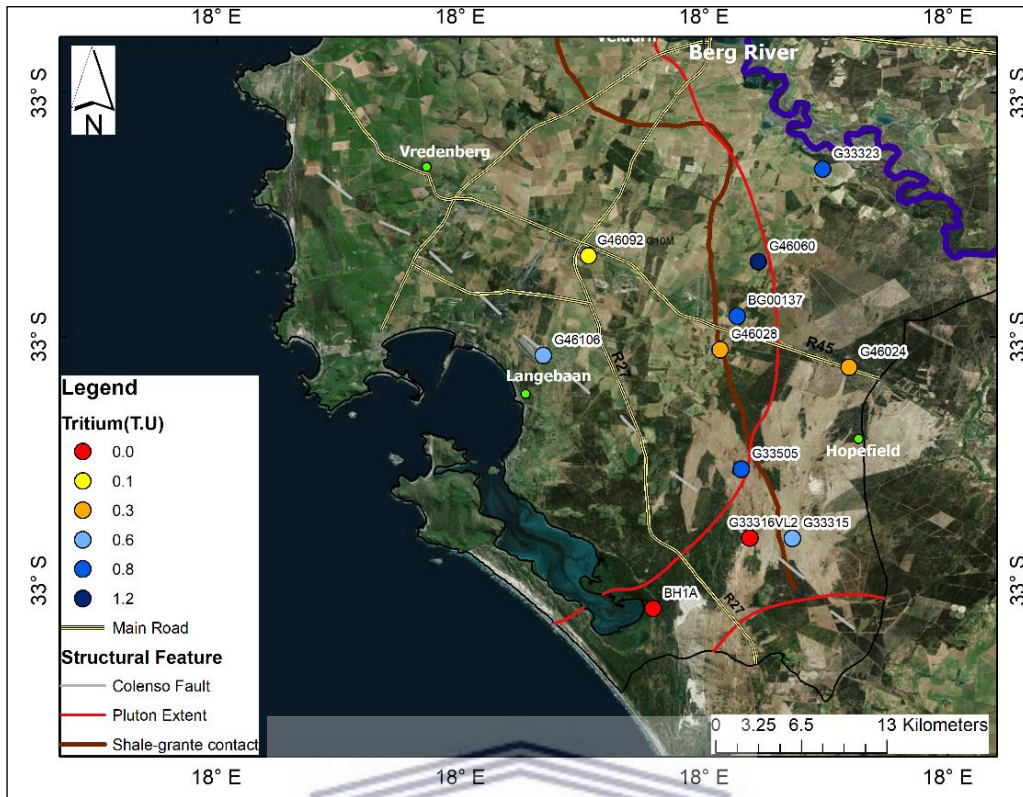 18° E 18° E 18° E 18° E
Berg River
33° S 33° S
N
Vredenberg
G33323
G46092 G10M
G46060
BG00137
33° S 33° S
G46028
G46106
R45
G46024
R27
Langebaan
Legend
Tritium(T.U)
0.0
0.1
0.3
0.6
0.8
1.2
Main Road
Structural Feature
Colenso Fault
Pluton Extent
Shale-grante contact
G33505
Hopefield
G33316VL2 G33315
33° S 33° S
BH1A
R27
0 3.25 6.5 13 Kilometers
18° E 18° E 18° E 18° E